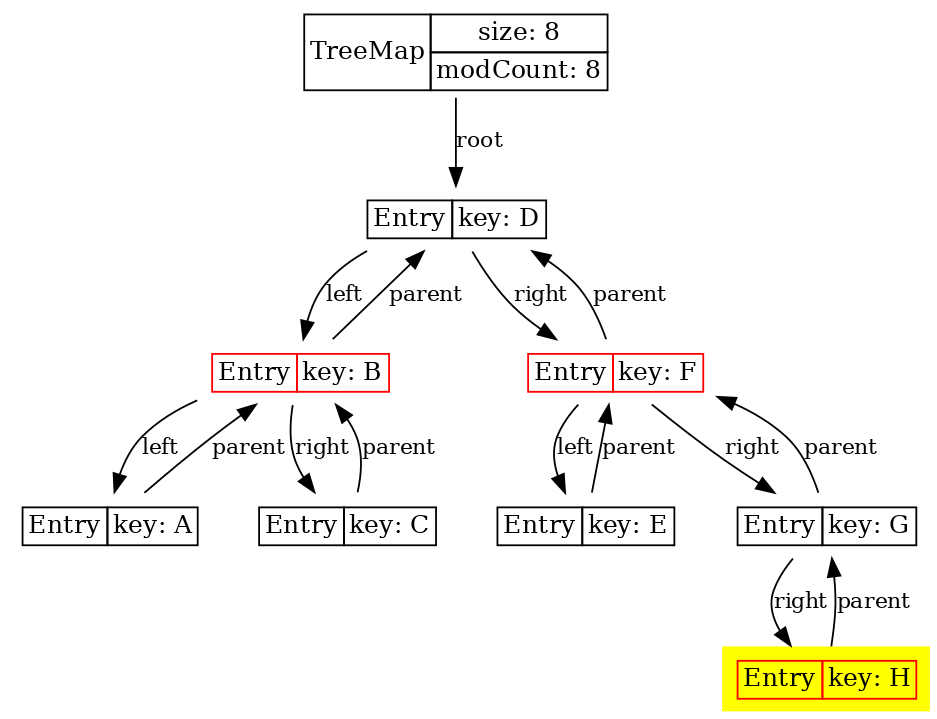 TreeMap
size: 8
modCount: 8
root
Entry key: D
left parent right parent
Entry key: B Entry key: F
left parent right parent left parent right parent
Entry key: A Entry key: C Entry key: E Entry key: G
right parent
Entry key: H